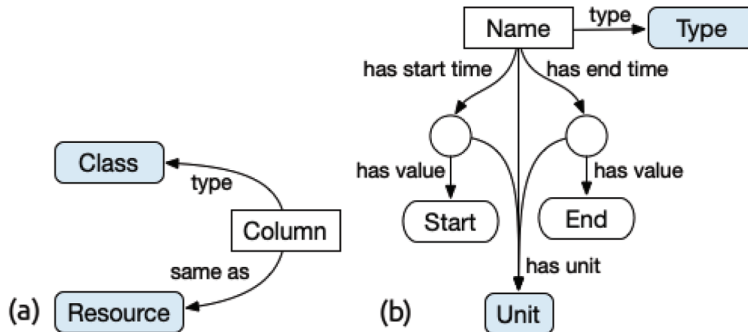 Class
type
Column
same as
(a) Resource
Name
type
Type
has start time
has end time
has value
has value
Start
End
has unit
(b)
Unit